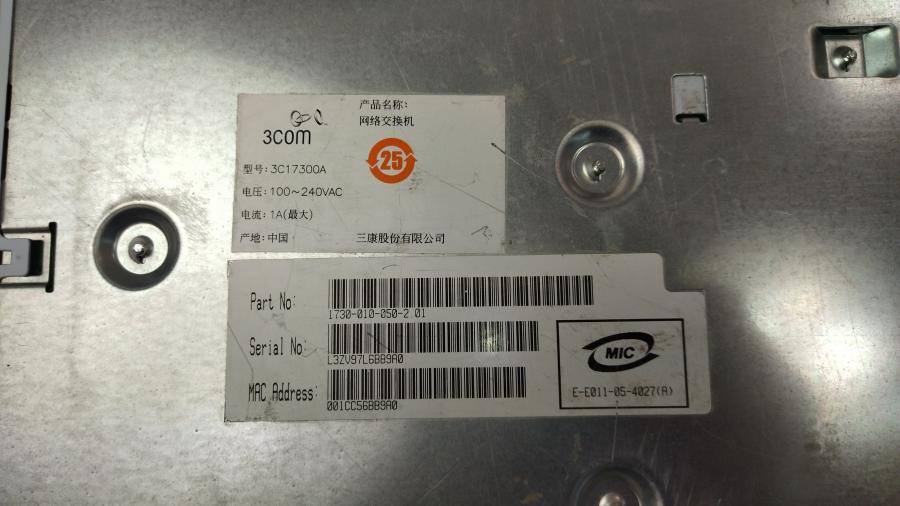 产品名称:
网络交换机
3COM
25
型号: 3C17300A
电压: 100~240VAC
电流: 1A(最大)
产地: 中国
三康股份有限公司
Part No:
1730-010-050-2.01
Serial No:
L3ZV97L6BB9A0
MAC Address:
001CC56BB9A0
MIC
E-E011-05-4027(A)